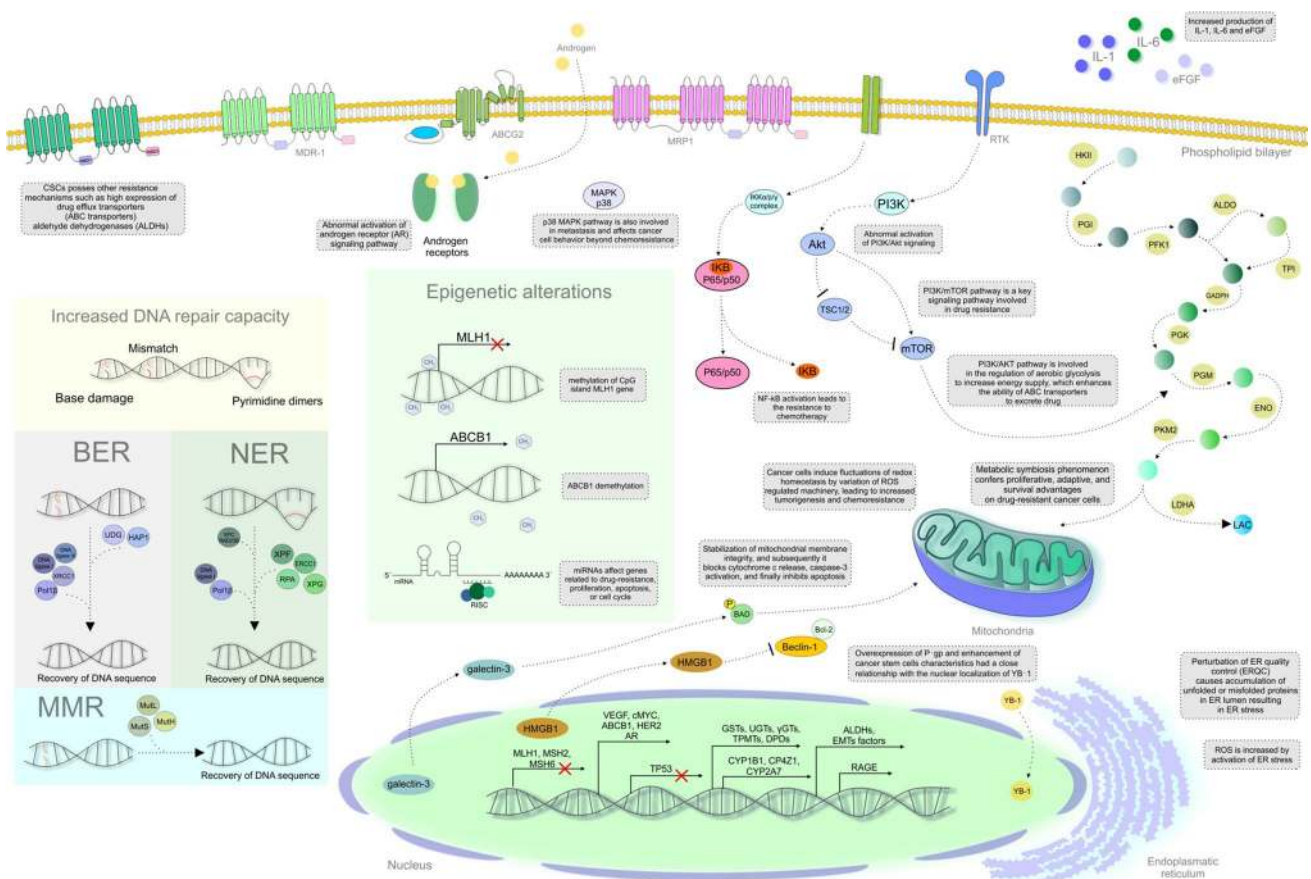 Androgen
Increased production of
IL-1, IL-6 and eFGF
IL-1
IL-6
eFGF
MDR-1
ABCG2
MRP1
RTK
Phospholipid bilayer
CSCs posses other resistance
mechanisms such as high expression of
drug efflux transporters
(ABC transporters)
aldehyde dehydrogenases (ALDHs)
Abnormal activation of
androgen receptor (AR)
signaling pathway
Androgen
receptors
MAPK
p38
p38 MAPK pathway is also involved
in metastasis and affects cancer
cell behavior beyond chemoresistance
complex
PI3K
Akt
Abnormal activation
of PI3K/Akt signaling
IKB
P65/p50
TSC1/2
mTOR
PI3K/mTOR pathway is a key
signaling pathway involved
in drug resistance
P65/p50
IKB
NF-kB activation leads to
the resistance to
chemotherapy
PI3K/AKT pathway is involved
in the regulation of aerobic glycolysis
to increase energy supply, which enhances
the ability of ABC transporters
to excrete drug
HKII
PGI
PFK1
ALDO
TPI
GADPH
PGK
PGM
ENO
PKM2
LDHA
LAC
Increased DNA repair capacity
Mismatch
Base damage
Pyrimidine dimers
BER
UDG
HAP1
XRCC1
Polβ
Recovery of DNA sequence
NER
XPF
ERCC1
RPA
XPG
Polβ
Recovery of DNA sequence
MMR
MutL
MutS
MutH
Recovery of DNA sequence
Epigenetic alterations
MLH1
CH₃
CH₃
CH₃
methylation of CpG
island MLH1 gene
ABCB1
CH₃
CH₃
CH₃
ABCB1 demethylation
5'
mRNA
AAAAAAAA 3'
RISC
miRNAs affect genes
related to drug-resistance,
proliferation, apoptosis,
or cell cycle
Cancer cells induce fluctuations of redox
homeostasis by variation of ROS
regulated machinery, leading to increased
tumorigenesis and chemoresistance
Metabolic symbiosis phenomenon
confers proliferative, adaptive, and
survival advantages
on drug-resistant cancer cells
Stabilization of mitochondrial membrane
integrity, and subsequently it
blocks cytochrome c release, caspase-3
activation, and finally inhibits apoptosis
Mitochondria
P
BAD
Bcl-2
Beclin-1
galectin-3
HMGB1
Overexpression of P-gp and enhancement of
cancer stem cells characteristics had a close
relationship with the nuclear localization of YB-1
YB-1
Perturbation of ER quality
control (ERQC)
causes accumulation of
unfolded or misfolded proteins
in ER lumen resulting
in ER stress
ROS is increased by
activation of ER stress
HMGB1
galectin-3
MLH1, MSH2,
MSH6
VEGF, cMYC,
ABCB1, HER2
AR
TP53
GSTs, UGTs, γGTs,
TPMTs, DPDs
CYP1B1, CP4Z1,
CYP2A7
ALDHs,
EMTs factors
RAGE
YB-1
Nucleus
Endoplasmatic
reticulum